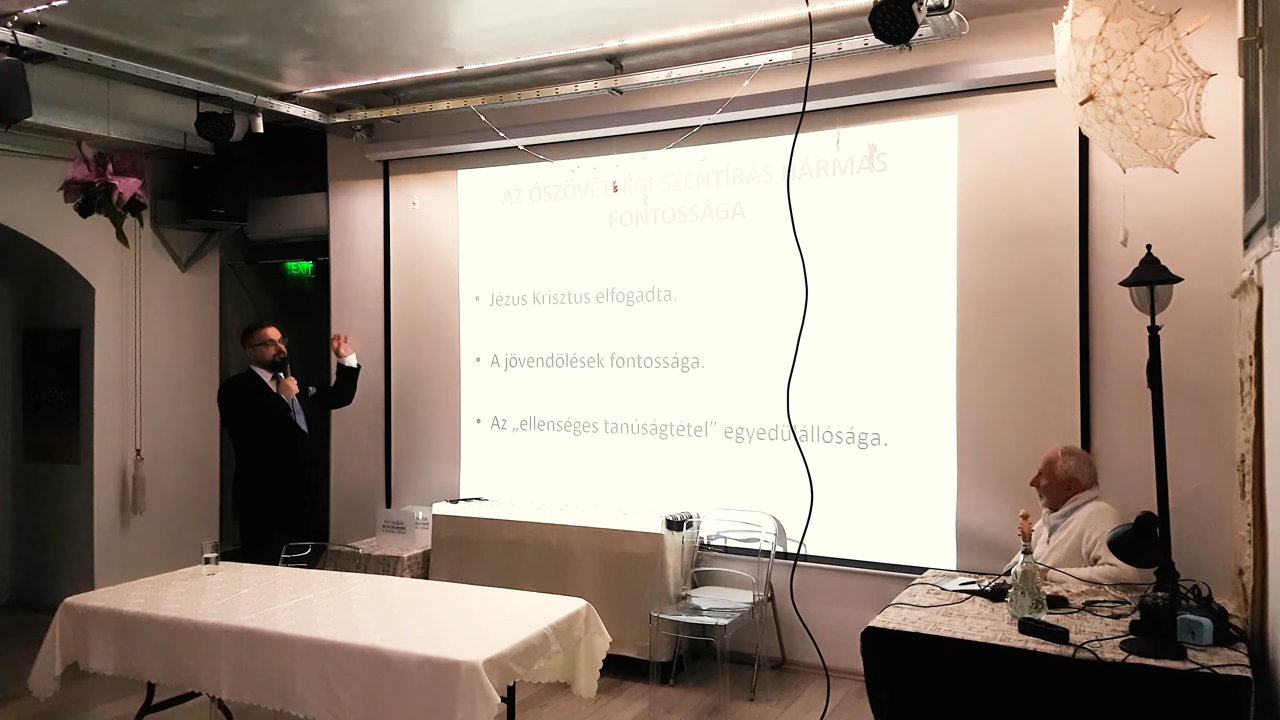 AZ ÓSZÖVETSÉGI SZENTÍRÁS HÁRMAS
FONTOSSÁGA
• Jézus Krisztus elfogadta.
• A jövendölések fontossága.
• Az „ellenséges tanúságtétel” egyedülállósága.
EXIT